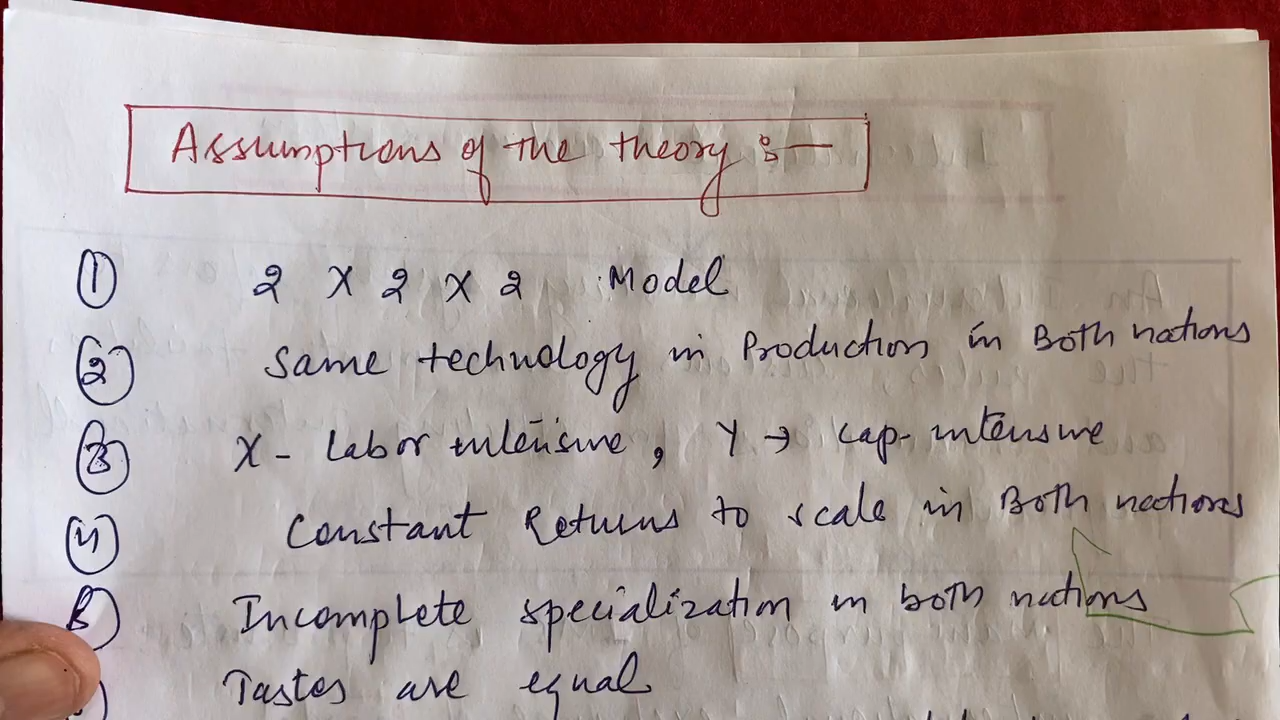 Assumptions of the theory :—
① 2 X 2 X 2 Model
② Same technology in Production in Both nations
③ X - Labor intensive, Y → Cap- intensive
④ Constant Returns to scale in Both nations
⑤ Incomplete specialization in both nations
Tastes are equal